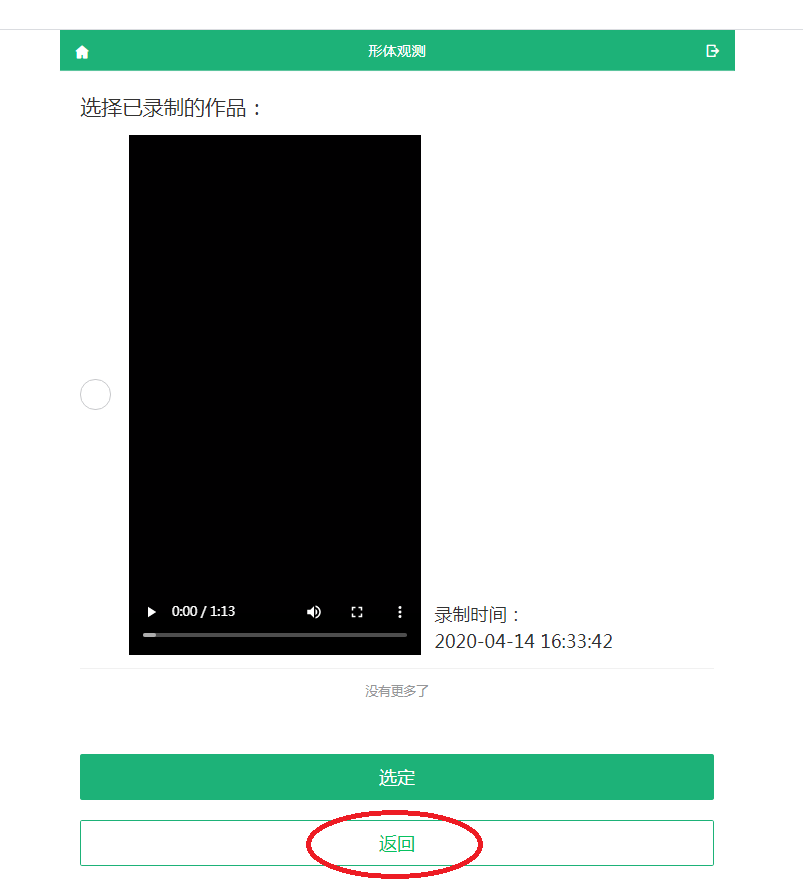 形体观测
选择已录制的作品：
0:00 / 1:13
录制时间：
2020-04-14 16:33:42
没有更多了
选定
返回